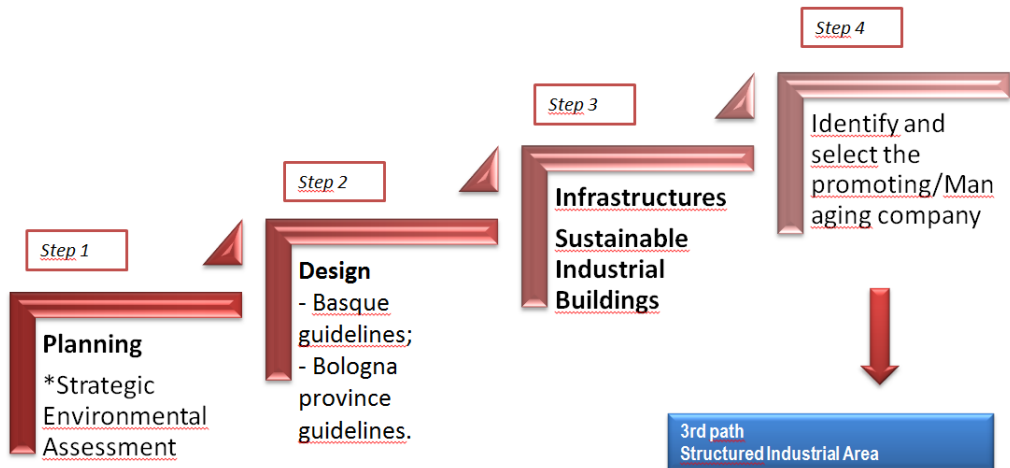 Step 1
Planning
*Strategic
Environmental
Assessment
Step 2
Design
- Basque
guidelines;
- Bologna
province
guidelines.
Step 3
Infrastructures
Sustainable
Industrial
Buildings
Step 4
Identify and
select the
promoting/Man
aging company
3rd path
Structured Industrial Area